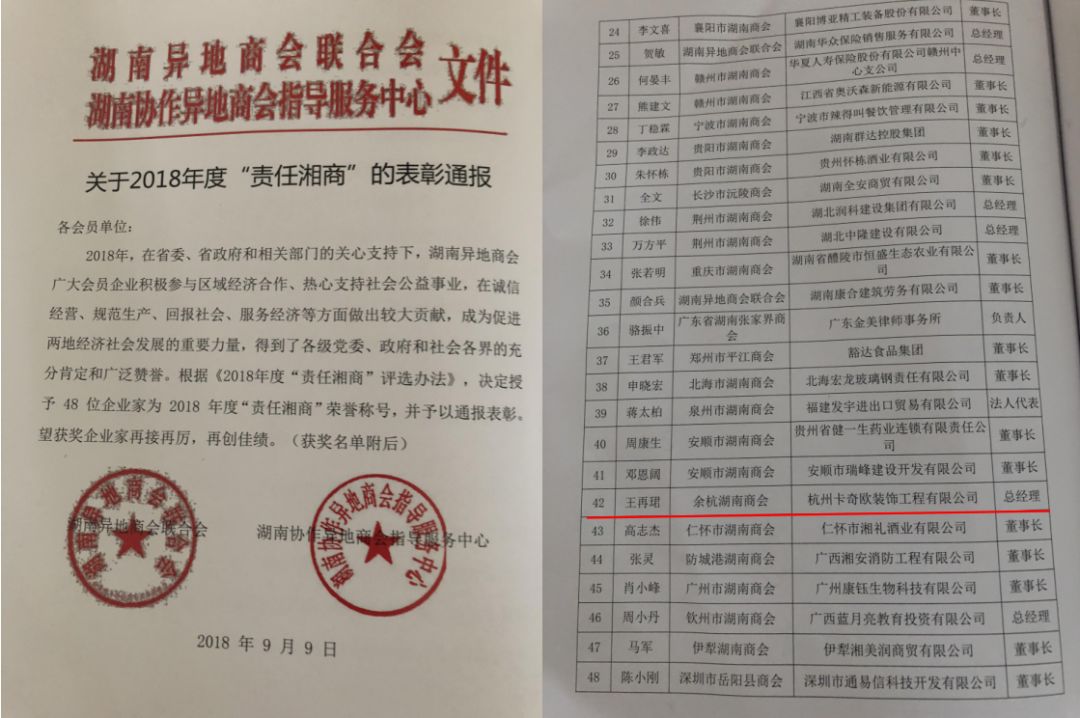 湖南异地商会联合会
湖南协作异地商会指导服务中心
文件
关于2018年度“责任湘商”的表彰通报
各会员单位：
2018年，在省委、省政府和相关部门的关心支持下，湖南异地商会
广大会员企业积极参与区域经济合作、热心支持社会公益事业，在诚信
经营、规范生产、回报社会、服务经济等方面做出较大贡献，成为促进
两地经济社会发展的重要力量，得到了各级党委、政府和社会各界的充
分肯定和广泛赞誉。根据《2018年度“责任湘商”评选办法》，决定授
予 48 位企业家为 2018 年度“责任湘商”荣誉称号，并予以通报表彰。
望获奖企业家再接再厉，再创佳绩。（获奖名单附后）
湖南异地商会联合会
湖南协作异地商会指导服务中心
湖南异地商会联合会
湖南协作异地商会指导服务中心
2018 年 9 月 9 日
24 李文喜 襄阳市湖南商会 襄阳博亚精工装备股份有限公司 董事长
25 贺敏 湖南异地商会联合会 湖南华众保险销售服务有限公司 总经理
26 何晏丰 赣州市湖南商会 华夏人寿保险股份有限公司赣州中
心支公司 总经理
27 熊建文 赣州市湖南商会 江西省奥沃森新能源有限公司 董事长
28 丁稳霖 宁波市湖南商会 宁波市辣得叫餐饮管理有限公司 董事长
29 李政达 贵阳市湖南商会 湖南群达控股集团 董事长
30 朱怀栋 贵阳市湖南商会 贵州怀栋酒业有限公司 董事长
31 全文 长沙市沅陵商会 湖南全安商贸有限公司 董事长
32 徐伟 荆州市湖南商会 湖北润科建设集团有限公司 总经理
33 万方平 荆州市湖南商会 湖北中隆建设有限公司 总经理
34 张若明 重庆市湖南商会 湖南省醴陵市恒盛生态农业有限公
司 董事长
35 颜合兵 湖南异地商会联合会 湖南康合建筑劳务有限公司 董事长
36 骆振中 广东省湖南张家界商
会 广东金美律师事务所 负责人
37 王君军 郑州市平江商会 豁达食品集团 董事长
38 申晓宏 北海市湖南商会 北海宏龙玻璃钢责任有限公司 董事长
39 蒋太柏 泉州市湖南商会 福建发宇进出口贸易有限公司 法人代表
40 周康生 安顺市湖南商会 贵州省健一生药业连锁有限责任公
司 董事长
41 邓恩阔 安顺市湖南商会 安顺市瑞峰建设开发有限公司 董事长
42 王再珺 余杭湖南商会 杭州卡奇欧装饰工程有限公司 总经理
43 高志杰 仁怀市湖南商会 仁怀市湘礼酒业有限公司 董事长
44 张灵 防城港湖南商会 广西湘安消防工程有限公司 董事长
45 肖小峰 广州市湖南商会 广州康钰生物科技有限公司 董事长
46 周小丹 钦州市湖南商会 广西蓝月亮教育投资有限公司 总经理
47 马军 伊犁湖南商会 伊犁湘美润商贸有限公司 董事长
48 陈小刚 深圳市岳阳县商会 深圳市通易信科技开发有限公司 董事长